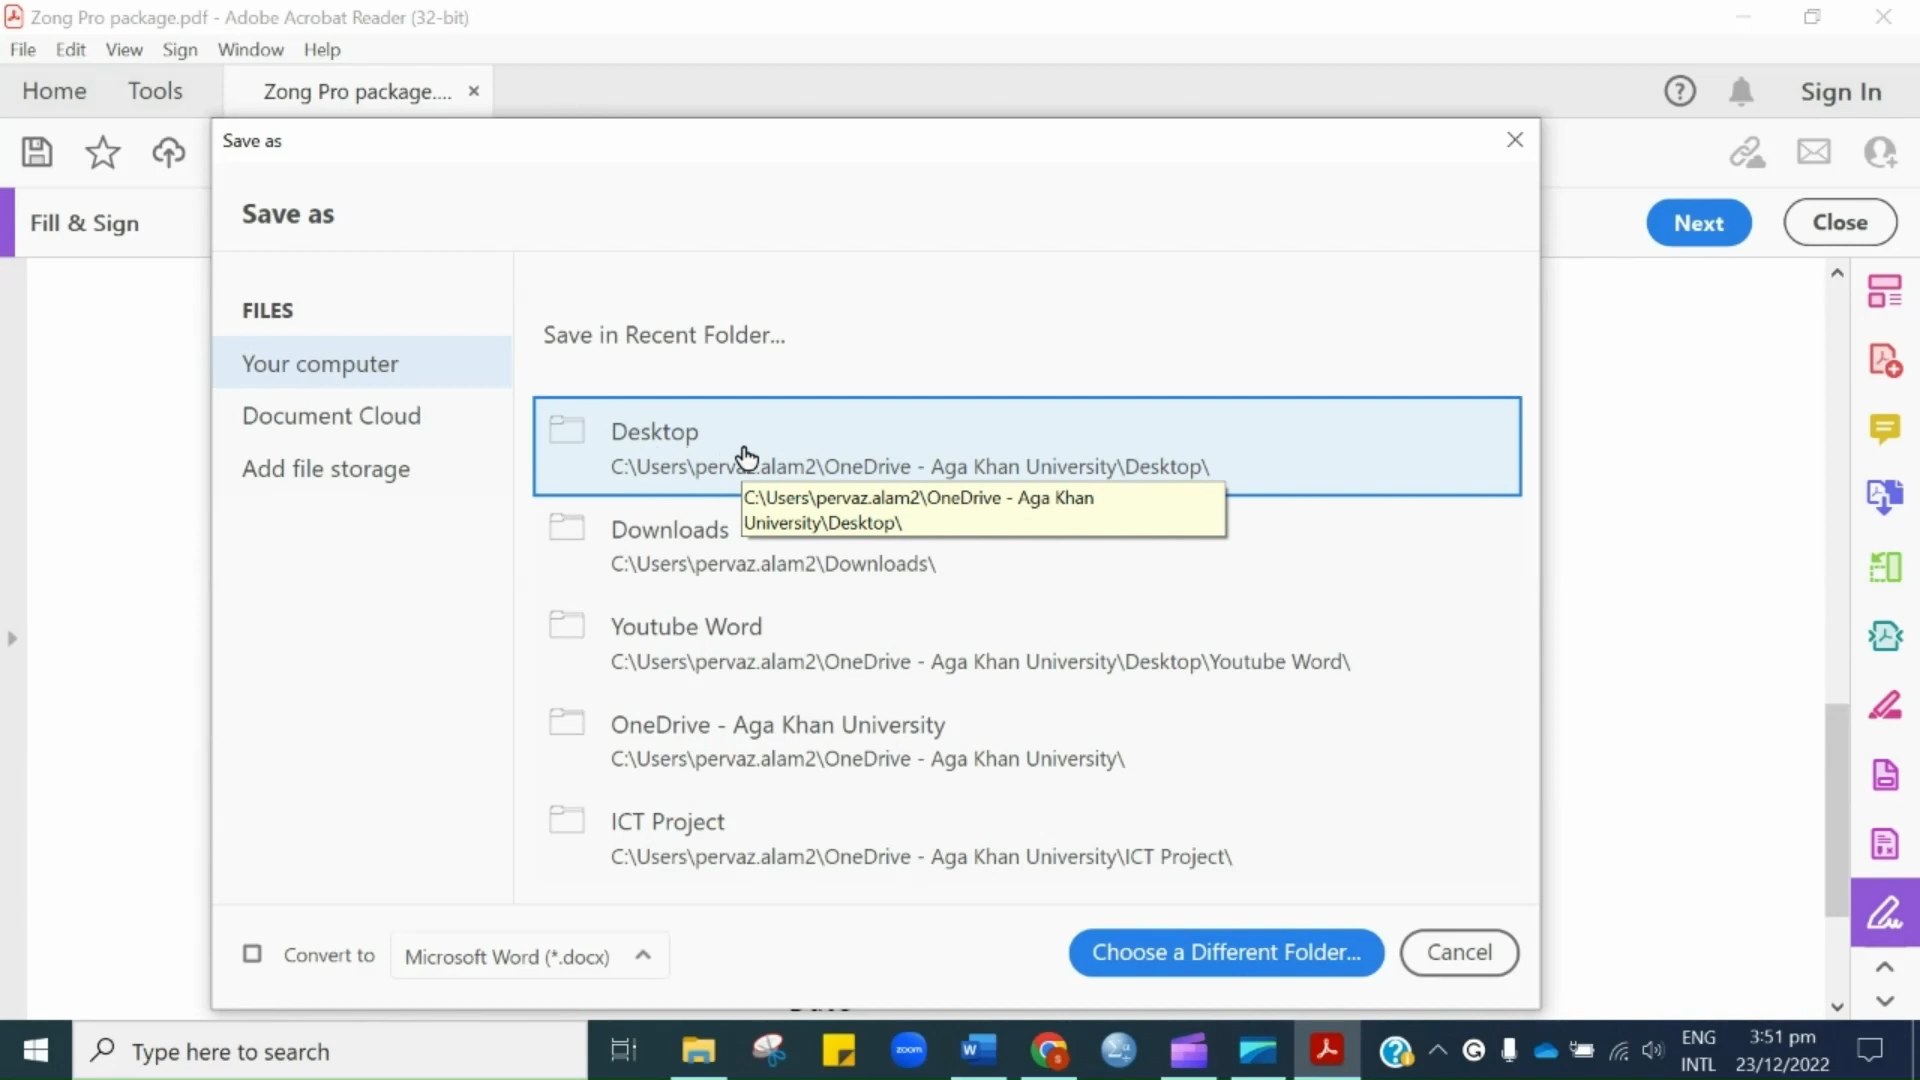 Zong Pro package.pdf - Adobe Acrobat Reader (32-bit)
File Edit View Sign Window Help
Home Tools Zong Pro package.... × Sign In
Save as
Save as
Fill & Sign Next Close
FILES
Your computer
Document Cloud
Add file storage
Save in Recent Folder...
Desktop
C:\Users\pervaz.alam2\OneDrive - Aga Khan University\Desktop\
C:\Users\pervaz.alam2\OneDrive - Aga Khan
University\Desktop\
Downloads
C:\Users\pervaz.alam2\Downloads\
Youtube Word
C:\Users\pervaz.alam2\OneDrive - Aga Khan University\Desktop\Youtube Word\
OneDrive - Aga Khan University
C:\Users\pervaz.alam2\OneDrive - Aga Khan University\
ICT Project
C:\Users\pervaz.alam2\OneDrive - Aga Khan University\ICT Project\
Convert to Microsoft Word (*.docx) Choose a Different Folder... Cancel
Type here to search
zoom
ENG
INTL
3:51 pm
23/12/2022